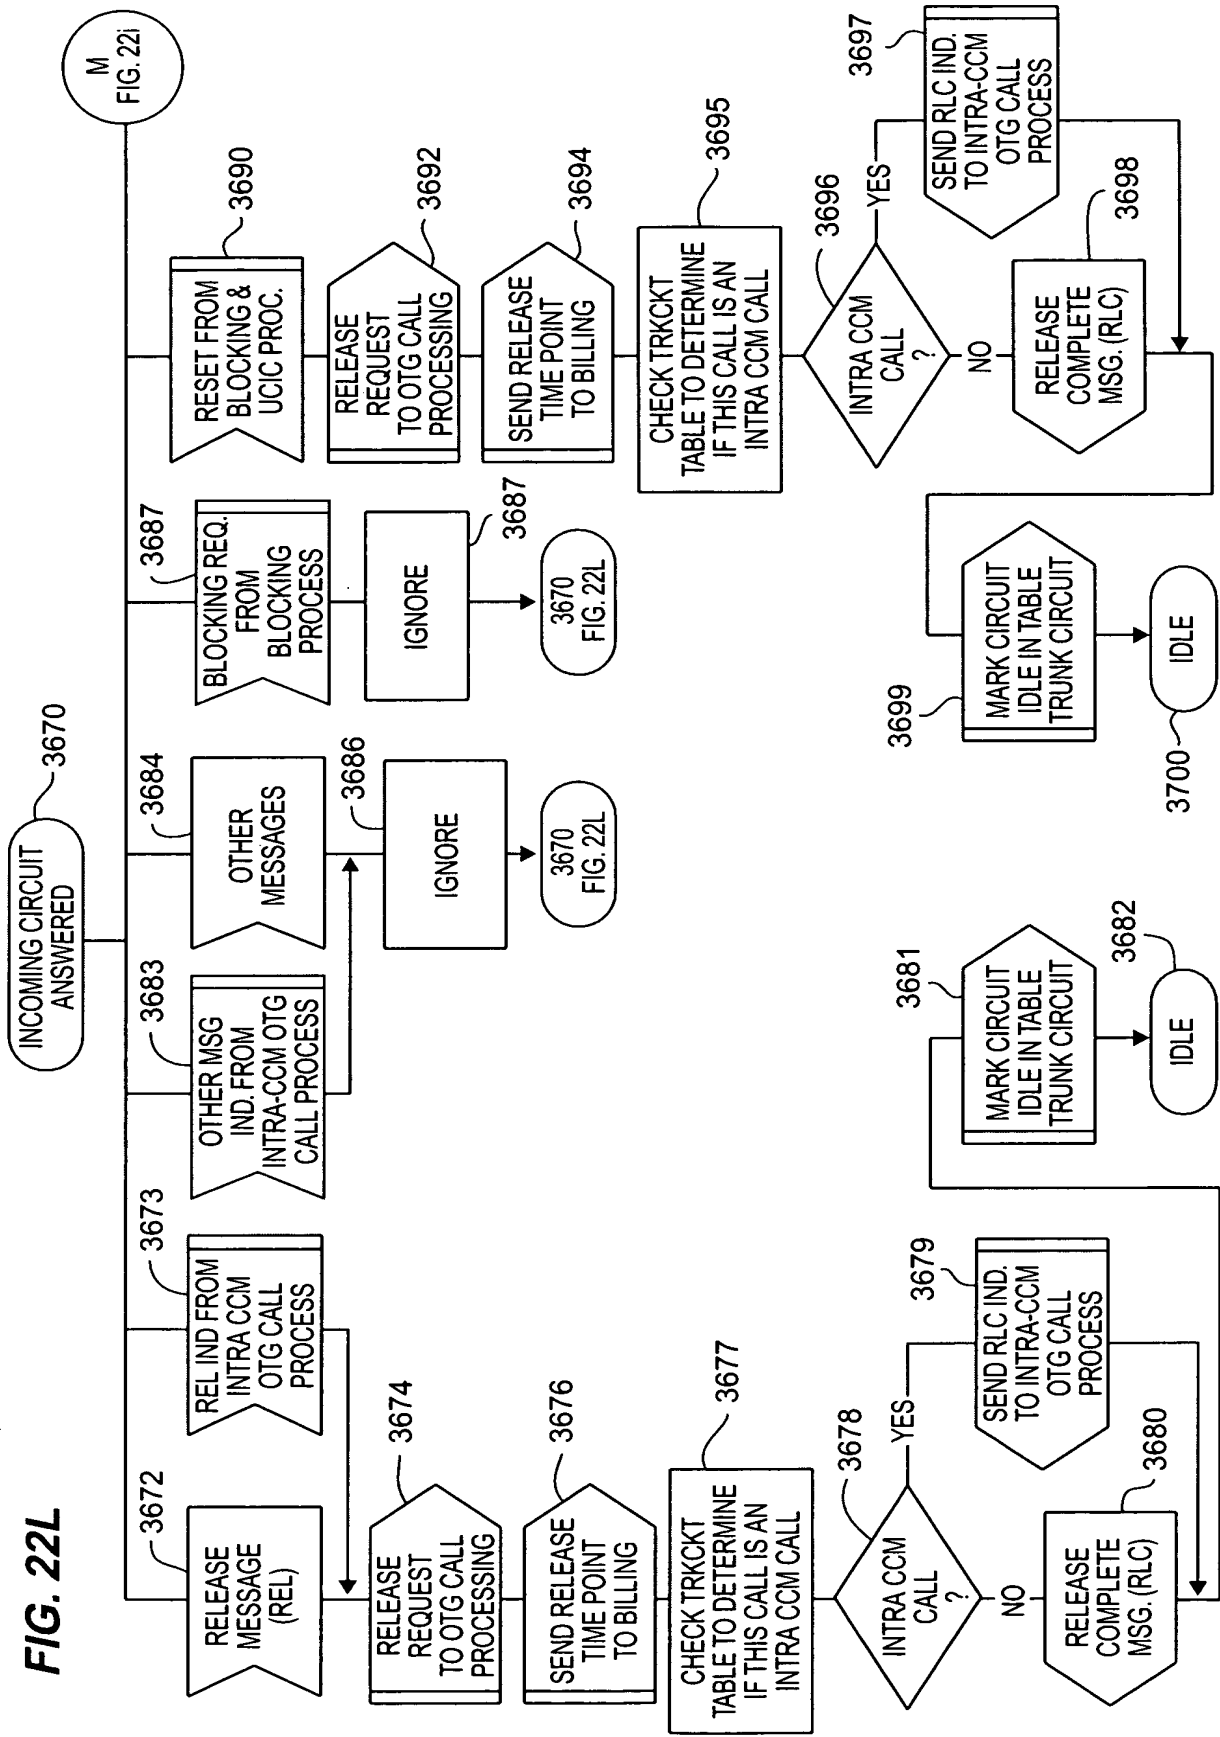 FIG. 22L
INCOMING CIRCUIT
ANSWERED
3670
M
FIG. 22i
3672
RELEASE
MESSAGE
(REL)
3673
REL IND FROM
INTRA CCM
OTG CALL
PROCESS
3683
OTHER MSG
IND. FROM
INTRA-CCM OTG
CALL PROCESS
3684
OTHER
MESSAGES
3687
BLOCKING REQ.
FROM
BLOCKING
PROCESS
3690
RESET FROM
BLOCKING &
UCIC PROC.
3674
RELEASE
REQUEST
TO OTG CALL
PROCESSING
3686
IGNORE
3670
FIG. 22L
3687
IGNORE
3670
FIG. 22L
3692
RELEASE
REQUEST
TO OTG CALL
PROCESSING
3676
SEND RELEASE
TIME POINT
TO BILLING
3694
SEND RELEASE
TIME POINT
TO BILLING
3677
CHECK TRKCKT
TABLE TO DETERMINE
IF THIS CALL IS AN
INTRA CCM CALL
3695
CHECK TRKCKT
TABLE TO DETERMINE
IF THIS CALL IS AN
INTRA CCM CALL
3678
INTRA CCM
CALL
?
YES
NO
3679
SEND RLC IND.
TO INTRA-CCM
OTG CALL
PROCESS
3680
RELEASE
COMPLETE
MSG. (RLC)
3681
MARK CIRCUIT
IDLE IN TABLE
TRUNK CIRCUIT
3682
IDLE
3696
INTRA CCM
CALL
?
YES
NO
3697
SEND RLC IND.
TO INTRA-CCM
OTG CALL
PROCESS
3698
RELEASE
COMPLETE
MSG. (RLC)
3699
MARK CIRCUIT
IDLE IN TABLE
TRUNK CIRCUIT
3700
IDLE